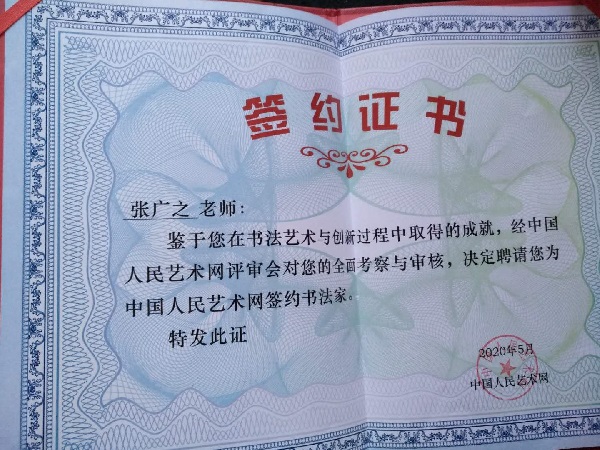 签约证书
张广之 老师:
鉴于您在书法艺术与创新过程中取得的成就，经中国
人民艺术网评审会对您的全面考察与审核，决定聘请您为
中国人民艺术网签约书法家。
特发此证
2020年5月
中国人民艺术网